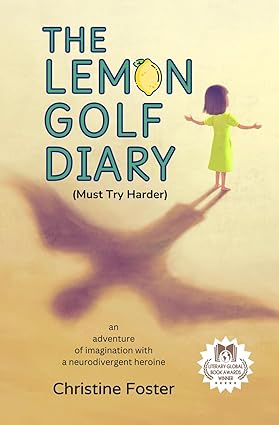 THE
LEMON
GOLF
DIARY
(Must Try Harder)
an
adventure
of imagination with
a neurodivergent heroine
LITERARY GLOBAL
BOOK AWARDS
WINNER
Christine Foster